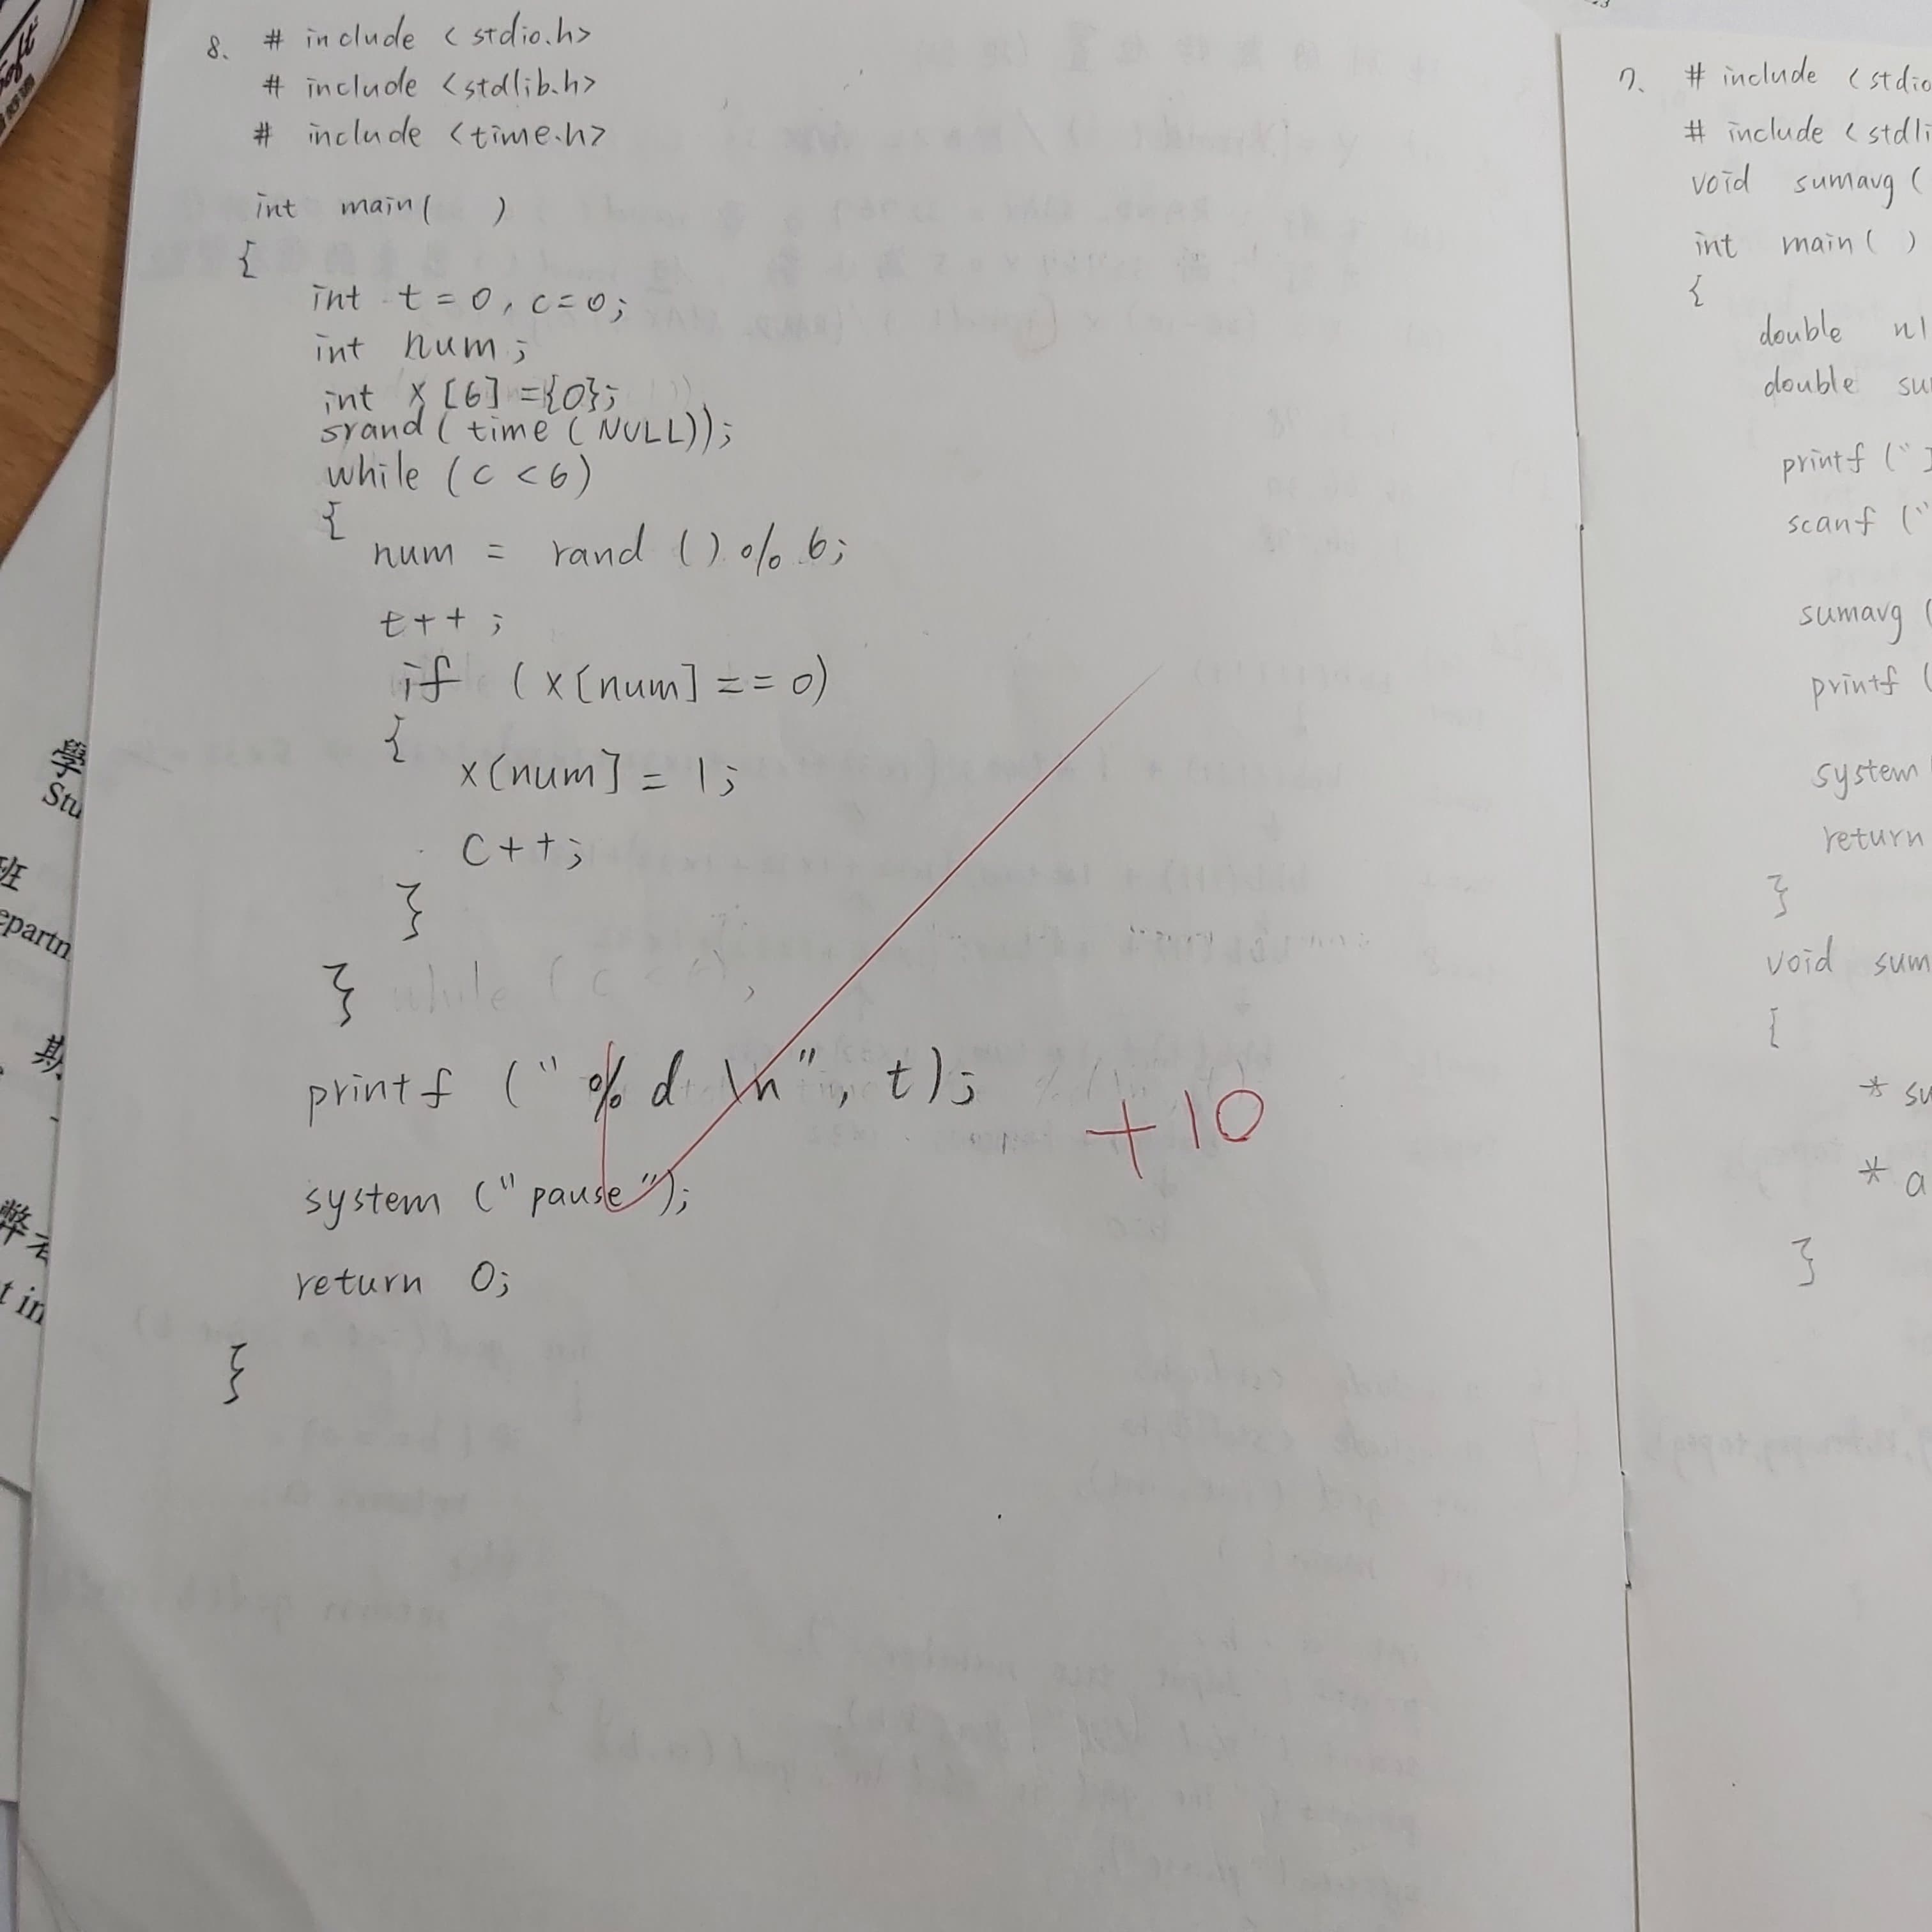 8. # include < stdio.h>
# include <stdlib.h>
# include <time.h>
int main( )
{
int t = 0, c = 0;
int num;
int x [6] ={0};
srand( time (NULL));
while (c < 6)
{
num = rand () % 6;
t++;
if (x[num] == 0)
{
x[num] = 1;
c++;
}
}
printf (" %d \n", t);
system ("pause");
return 0;
}
+10
7. # include <stdio
# include <stdli
void sumavg (
int main( )
{
double n1
double su
printf ("
scanf ("
sumavg (
printf (
system
return
}
void sum
{
* su
* a
}
學
Stu
班
epartn
期
弊
t in